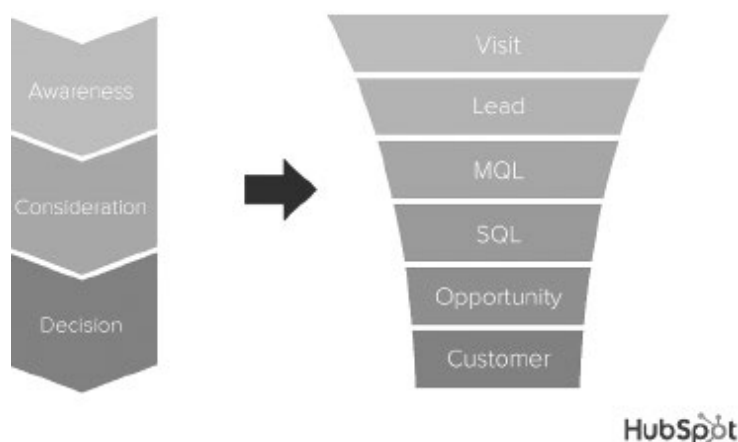 Awareness
Consideration
Decision
Visit
Lead
MQL
SQL
Opportunity
Customer
HubSpot